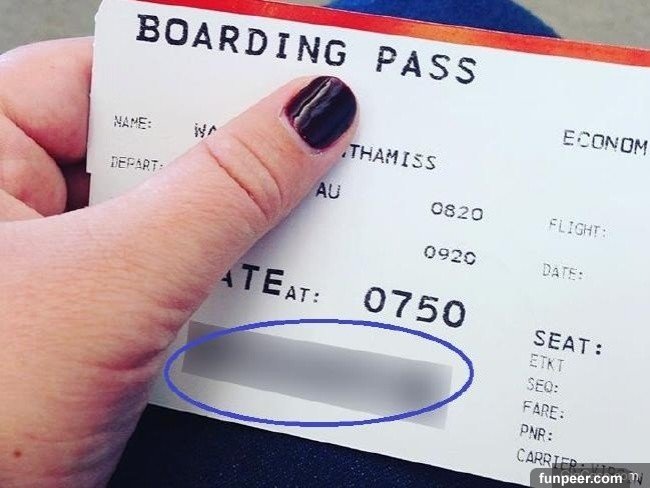 BOARDING PASS
ECONOM
NAME: WA THAMISS
DEPART:
AU 0820
FLIGHT:
0920
DATE:
ATE AT: 0750
SEAT:
ETKT
SEQ:
FARE:
PNR:
CARRIER
funpeer.com